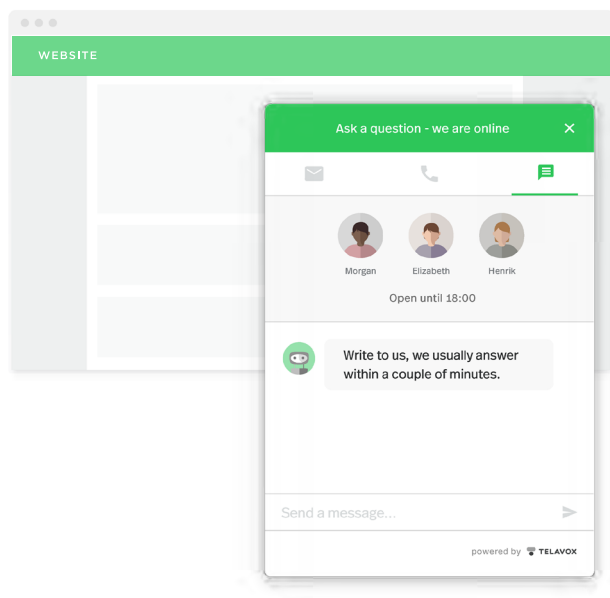 WEBSITE
Ask a question - we are online
Morgan Elizabeth Henrik
Open until 18:00
Write to us, we usually answer
within a couple of minutes.
Send a message...
powered by TELAVOX